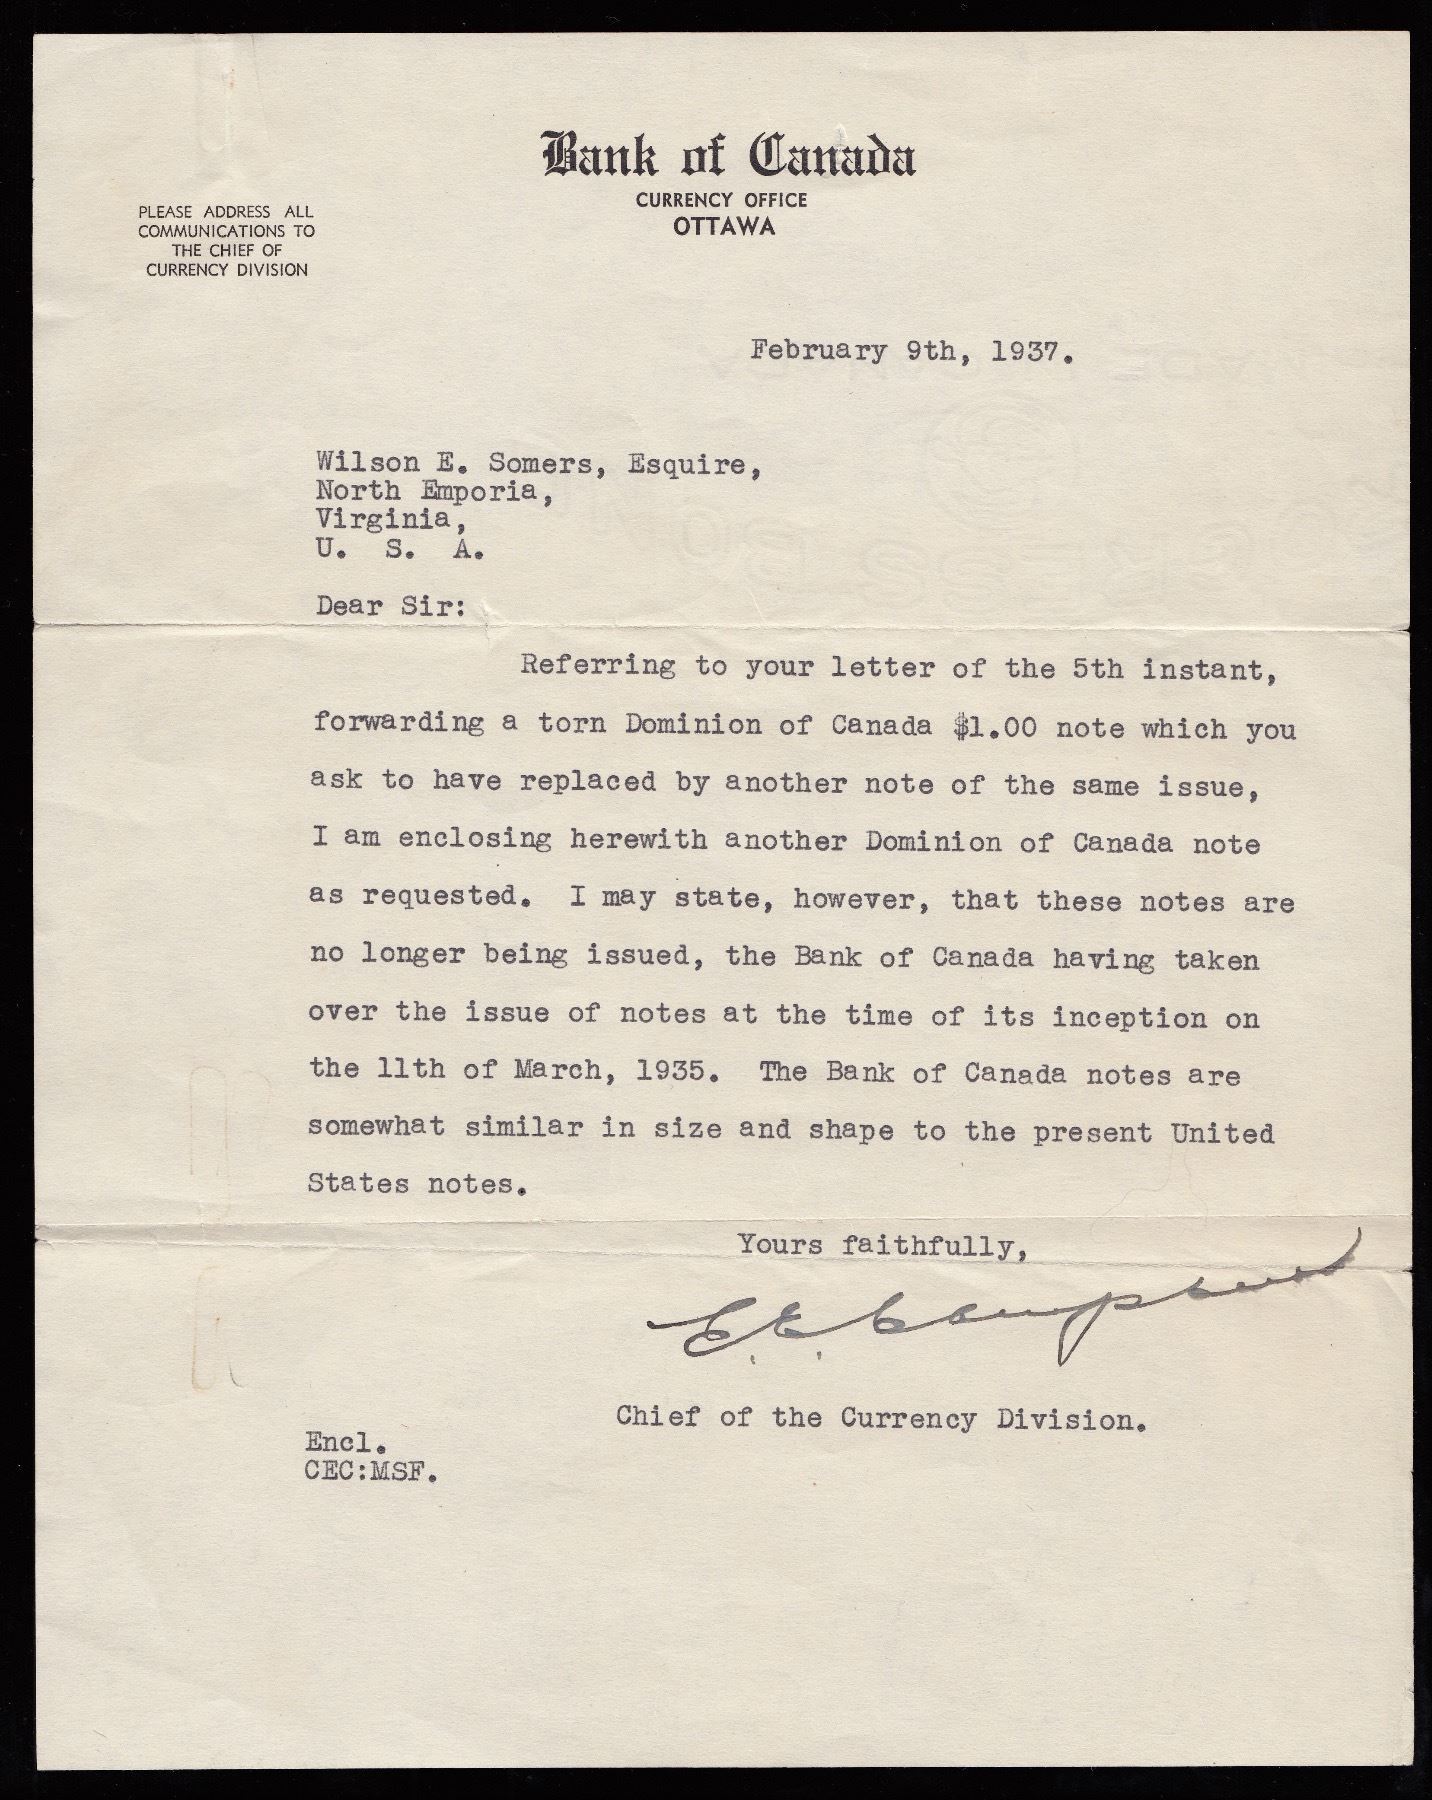 Bank of Canada
CURRENCY OFFICE
OTTAWA
PLEASE ADDRESS ALL
COMMUNICATIONS TO
THE CHIEF OF
CURRENCY DIVISION
February 9th, 1937.
Wilson E. Somers, Esquire,
North Emporia,
Virginia,
U. S. A.
Dear Sir:
Referring to your letter of the 5th instant,
forwarding a torn Dominion of Canada $1.00 note which you
ask to have replaced by another note of the same issue,
I am enclosing herewith another Dominion of Canada note
as requested. I may state, however, that these notes are
no longer being issued, the Bank of Canada having taken
over the issue of notes at the time of its inception on
the 11th of March, 1935. The Bank of Canada notes are
somewhat similar in size and shape to the present United
States notes.
Yours faithfully,
Chief of the Currency Division.
Encl.
CEC:MSF.